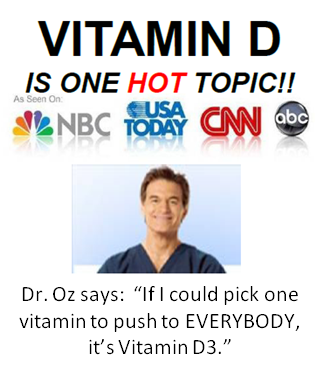 VITAMIN D
IS ONE HOT TOPIC!!
As Seen On:
NBC USA TODAY CNN abc
Dr. Oz says: “If I could pick one
vitamin to push to EVERYBODY,
it’s Vitamin D3.”